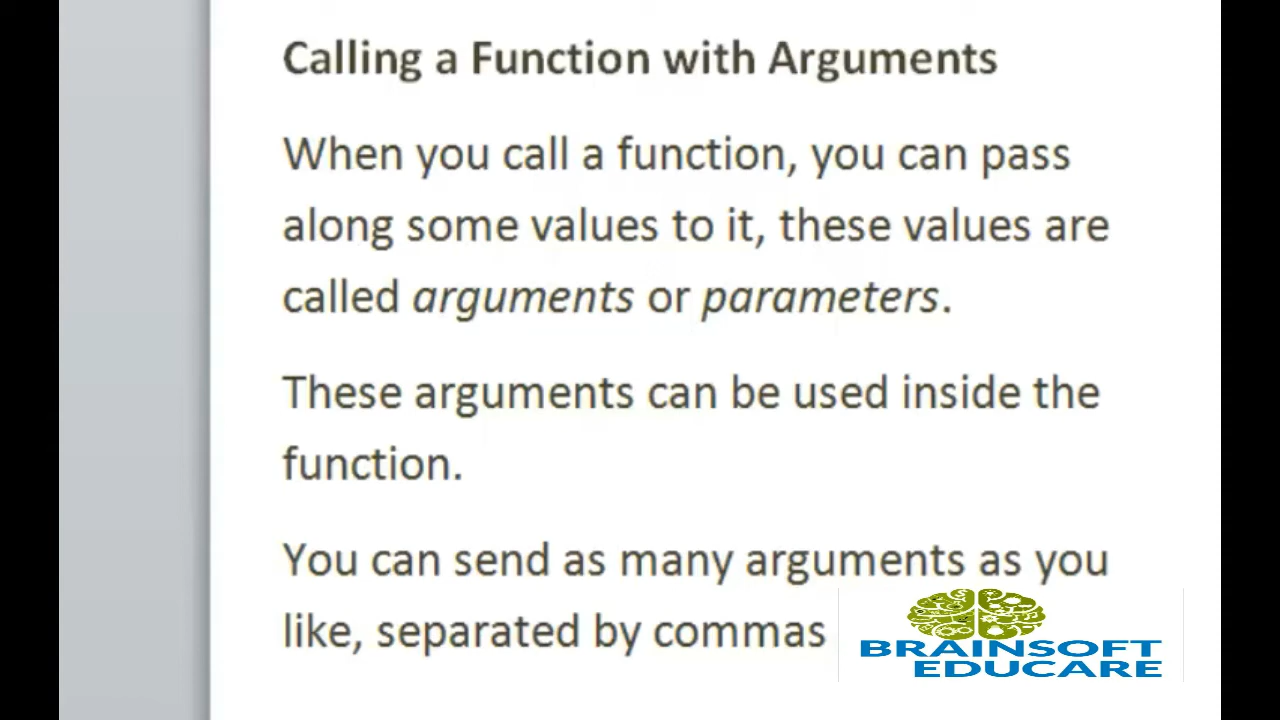 Calling a Function with Arguments
When you call a function, you can pass
along some values to it, these values are
called arguments or parameters.
These arguments can be used inside the
function.
You can send as many arguments as you
like, separated by commas
BRAINSOFT
EDUCARE